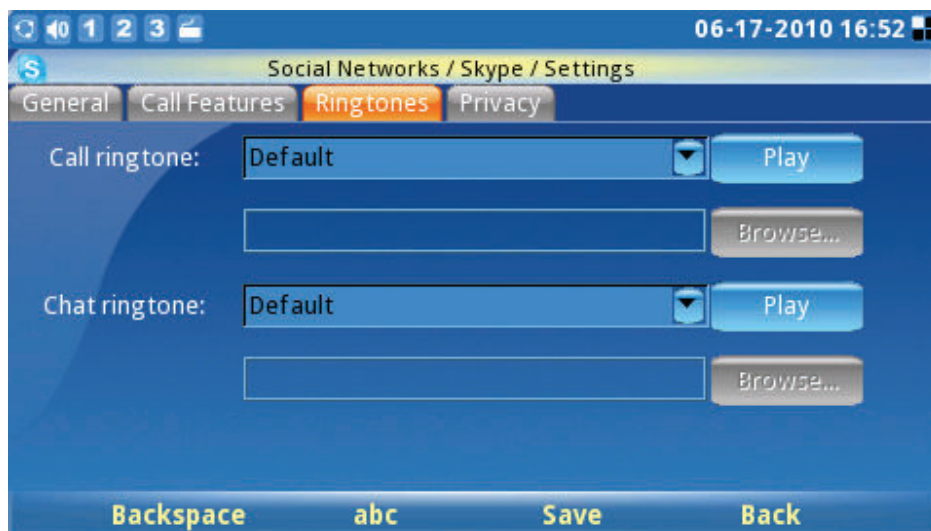 1 2 3 06-17-2010 16:52
S Social Networks / Skype / Settings
General Call Features Ringtones Privacy
Call ringtone: Default Play
Browse...
Chat ringtone: Default Play
Browse...
Backspace abc Save Back